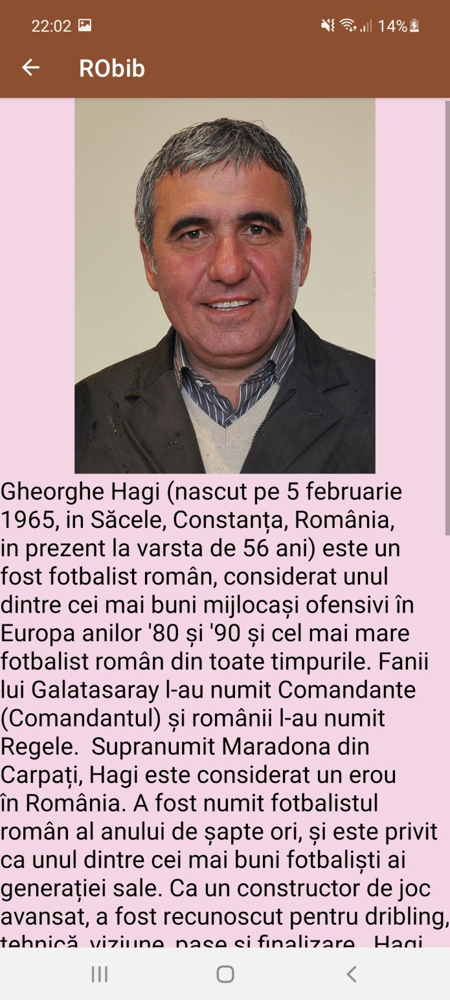 22:02
14%
RObib
Gheorghe Hagi (nascut pe 5 februarie
1965, in Săcele, Constanța, România,
in prezent la varsta de 56 ani) este un
fost fotbalist român, considerat unul
dintre cei mai buni mijlocași ofensivi în
Europa anilor '80 și '90 și cel mai mare
fotbalist român din toate timpurile. Fanii
lui Galatasaray l-au numit Comandante
(Comandantul) și românii l-au numit
Regele.  Supranumit Maradona din
Carpați, Hagi este considerat un erou
în România. A fost numit fotbalistul
român al anului de șapte ori, și este privit
ca unul dintre cei mai buni fotbaliști ai
generației sale. Ca un constructor de joc
avansat, a fost recunoscut pentru dribling,
tehnică, viziune, pase și finalizare.  Hagi